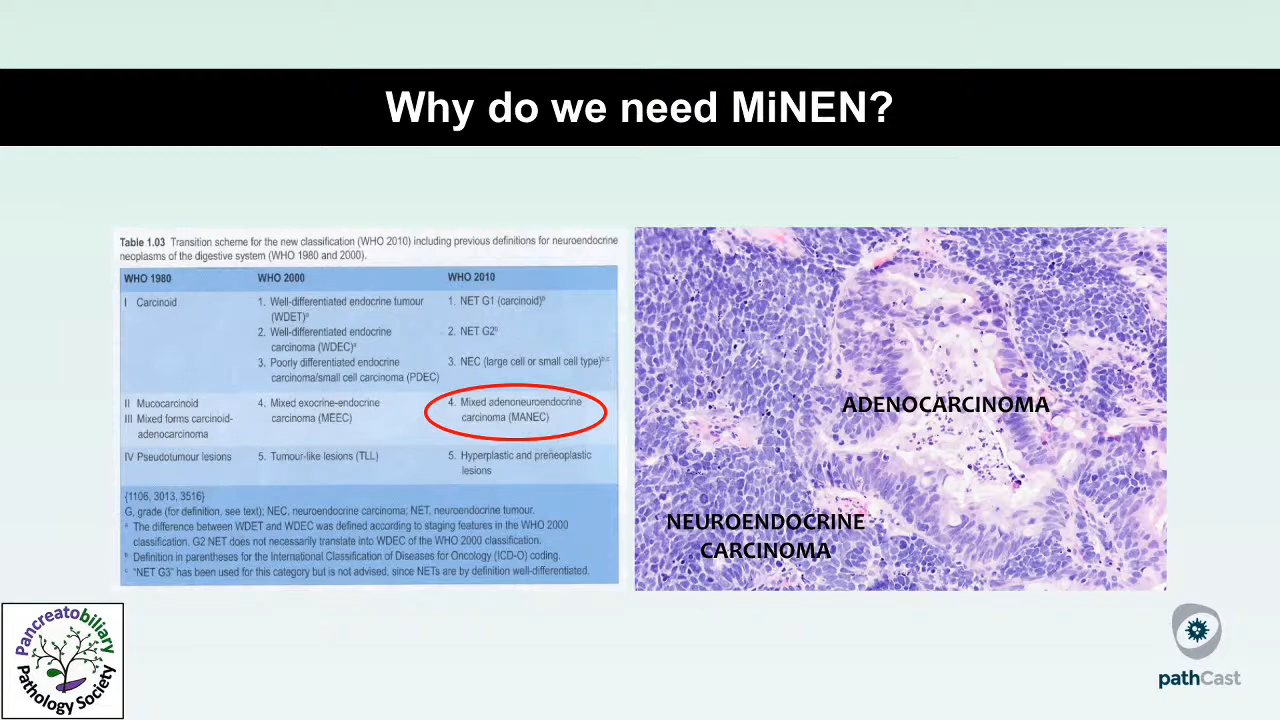 Why do we need MiNEN?
Table 1.03 Transition scheme for the new classification (WHO 2010) including previous definitions for neuroendocrine
neoplasms of the digestive system (WHO 1980 and 2000).
WHO 1980 WHO 2000 WHO 2010
I Carcinoid 1. Well-differentiated endocrine tumour 1. NET G1 (carcinoid)ᵇ
(WDET)ᵃ
2. Well-differentiated endocrine 2. NET G2ᵇ
carcinoma (WDEC)ᵃ
3. Poorly differentiated endocrine 3. NEC (large cell or small cell type)ᵇ,ᶜ
carcinoma/small cell carcinoma (PDEC)
II Mucocarcinoid 4. Mixed exocrine-endocrine 4. Mixed adenoneuroendocrine
III Mixed forms carcinoid- carcinoma (MEEC) carcinoma (MANEC)
adenocarcinoma
IV Pseudotumour lesions 5. Tumour-like lesions (TLL) 5. Hyperplastic and preneoplastic
lesions
{1106, 3013, 3516}
G, grade (for definition, see text); NEC, neuroendocrine carcinoma; NET, neuroendocrine tumour.
ᵃ The difference between WDET and WDEC was defined according to staging features in the WHO 2000
classification. G2 NET does not necessarily translate into WDEC of the WHO 2000 classification.
ᵇ Definition in parentheses for the International Classification of Diseases for Oncology (ICD-O) coding.
ᶜ "NET G3" has been used for this category but is not advised, since NETs are by definition well-differentiated.
ADENOCARCINOMA
NEUROENDOCRINE
CARCINOMA
Pancreatobiliary
Pathology Society
pathCast